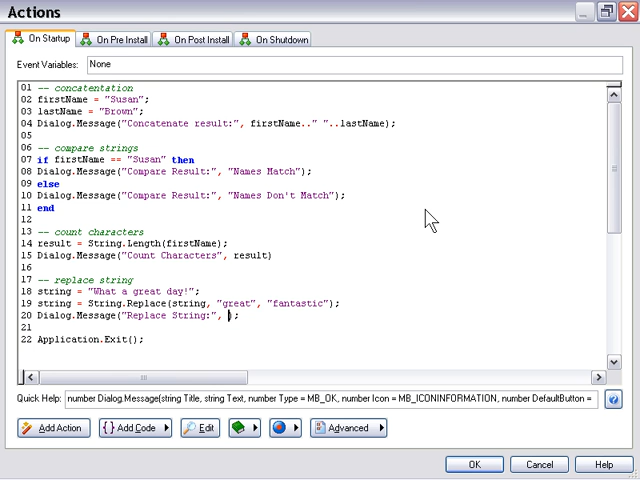 Actions
On Startup On Pre Install On Post Install On Shutdown
Event Variables: None
01 -- concatentation
02 firstName = "Susan";
03 lastName = "Brown";
04 Dialog.Message("Concatenate result:", firstName.." "..lastName);
05
06 -- compare strings
07 if firstName == "Susan" then
08 Dialog.Message("Compare Result:", "Names Match");
09 else
10 Dialog.Message("Compare Result:", "Names Don't Match");
11 end
12
13 -- count characters
14 result = String.Length(firstName);
15 Dialog.Message("Count Characters", result)
16
17 -- replace string
18 string = "What a great day!";
19 string = String.Replace(string, "great", "fantastic");
20 Dialog.Message("Replace String:", );
21
22 Application.Exit();
Quick Help: number Dialog.Message(string Title, string Text, number Type = MB_OK, number Icon = MB_ICONINFORMATION, number DefaultButton =
Add Action Add Code Edit Advanced
OK Cancel Help